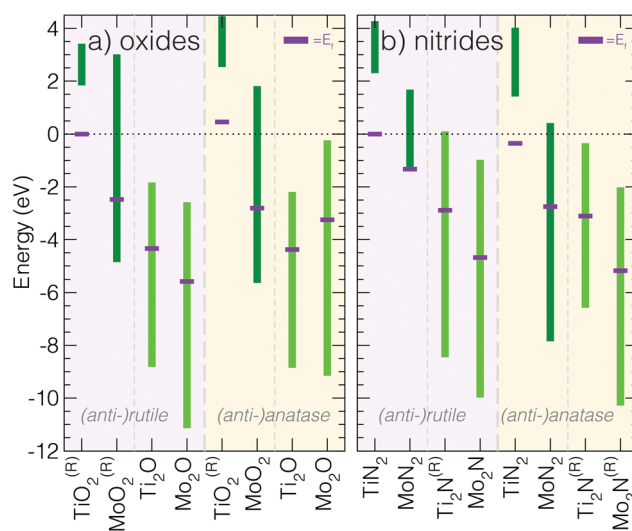 a) oxides
=E_f
b) nitrides
=E_f
Energy (eV)
4
2
0
-2
-4
-6
-8
-10
-12
(anti-)rutile
(anti-)anatase
(anti-)rutile
(anti-)anatase
TiO₂⁽ᴿ⁾
MoO₂⁽ᴿ⁾
Ti₂O
Mo₂O
TiO₂⁽ᴿ⁾
MoO₂
Ti₂O
Mo₂O
TiN₂
MoN₂
Ti₂N⁽ᴿ⁾
Mo₂N
TiN₂
MoN₂
Ti₂N⁽ᴿ⁾
Mo₂N⁽ᴿ⁾